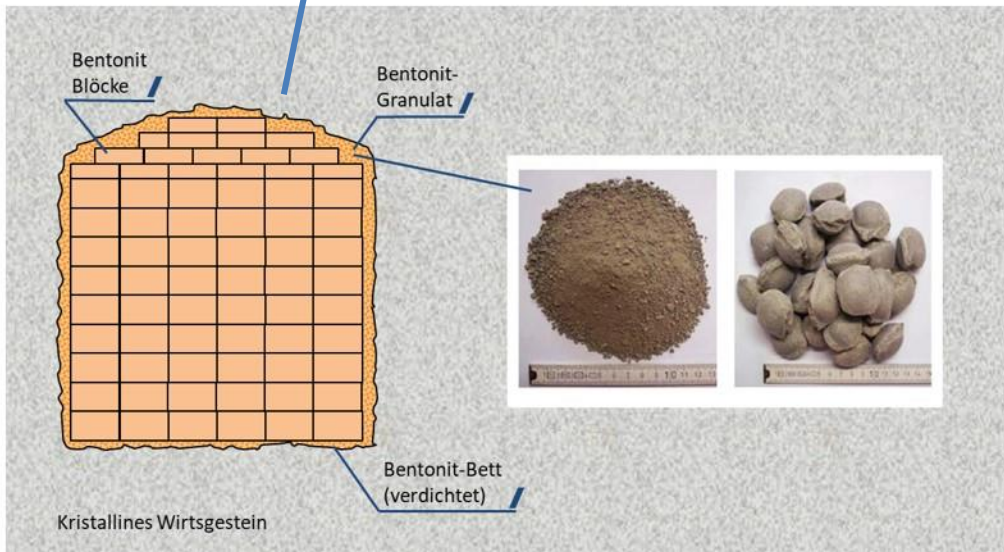 Bentonit
Blöcke
Bentonit-
Granulat
Bentonit-Bett
(verdichtet)
Kristallines Wirtsgestein